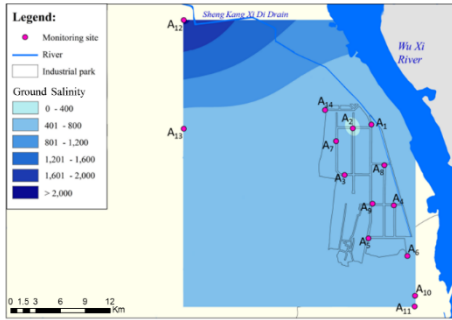 Legend:
Monitoring site
River
Industrial park
Ground Salinity
0 - 400
401 - 800
801 - 1,200
1,201 - 1,600
1,601 - 2,000
> 2,000
A12
Sheng Kang Xi Di Drain
Wu Xi
River
A14
A2
A1
A13
A7
A8
A3
A9
A4
A5
A6
A10
A11
0 1.5 3 6 9 12
Km